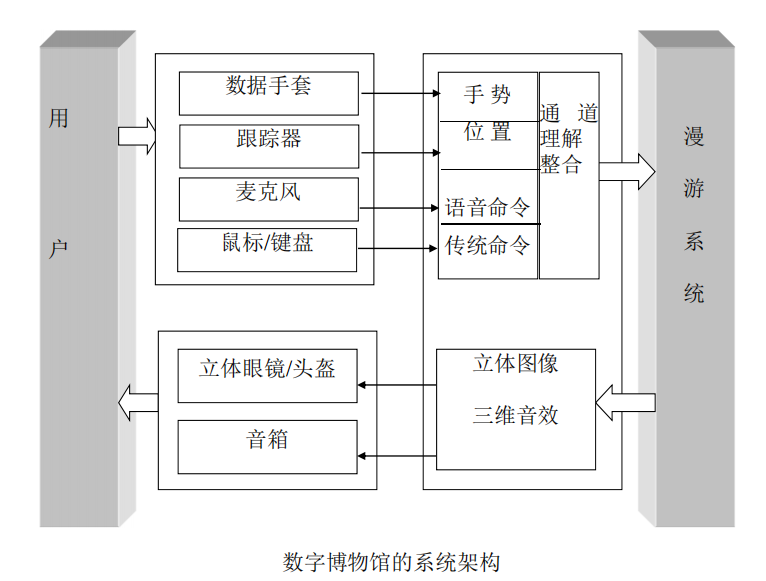 用户
数据手套
跟踪器
麦克风
鼠标/键盘
手 势
位 置
语音命令
传统命令
通 道
理解
整合
漫游系统
立体眼镜/头盔
音箱
立体图像
三维音效
数字博物馆的系统架构